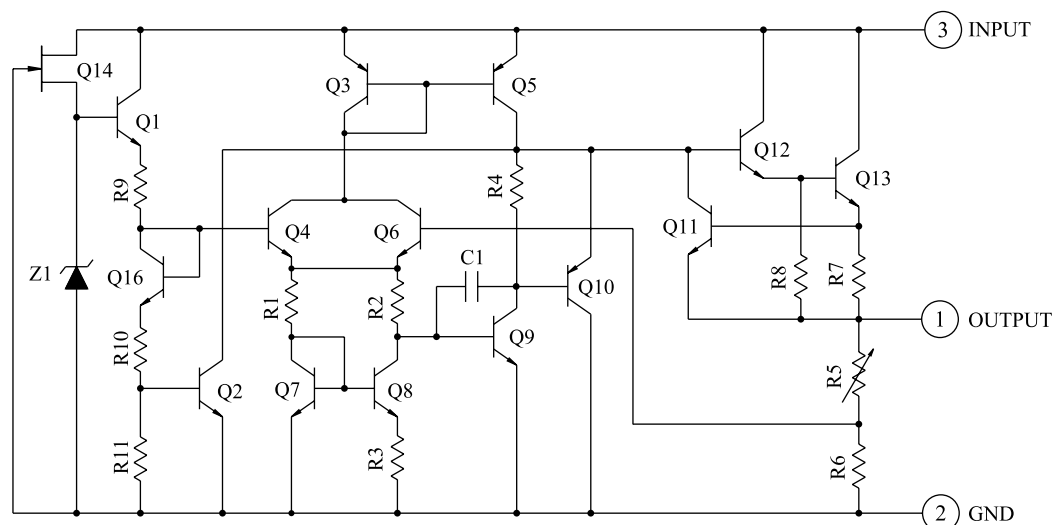 3 INPUT
Q14
Q3
Q5
Q1
Q12
R9
R4
Q13
Q4
Q6
Q11
C1
Z1
Q16
R1
R2
Q10
R8
R7
1 OUTPUT
R10
Q9
Q2
Q7
Q8
R5
R11
R3
R6
2 GND